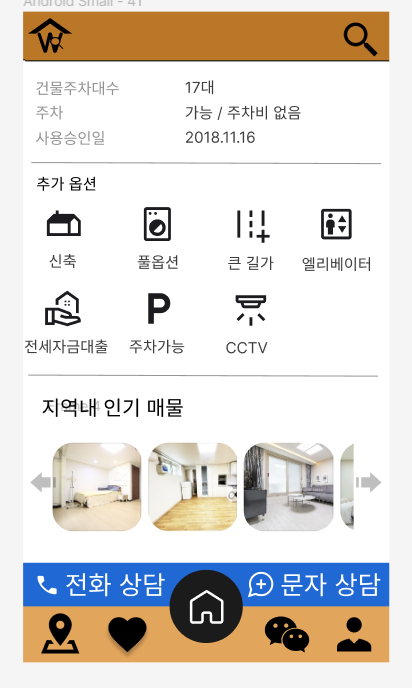 Android Small - 41
건물주차대수 17대
주차 가능 / 주차비 없음
사용승인일 2018.11.16
추가 옵션
신축 풀옵션 큰 길가 엘리베이터
전세자금대출 주차가능 CCTV
지역내 인기 매물
전화 상담 문자 상담